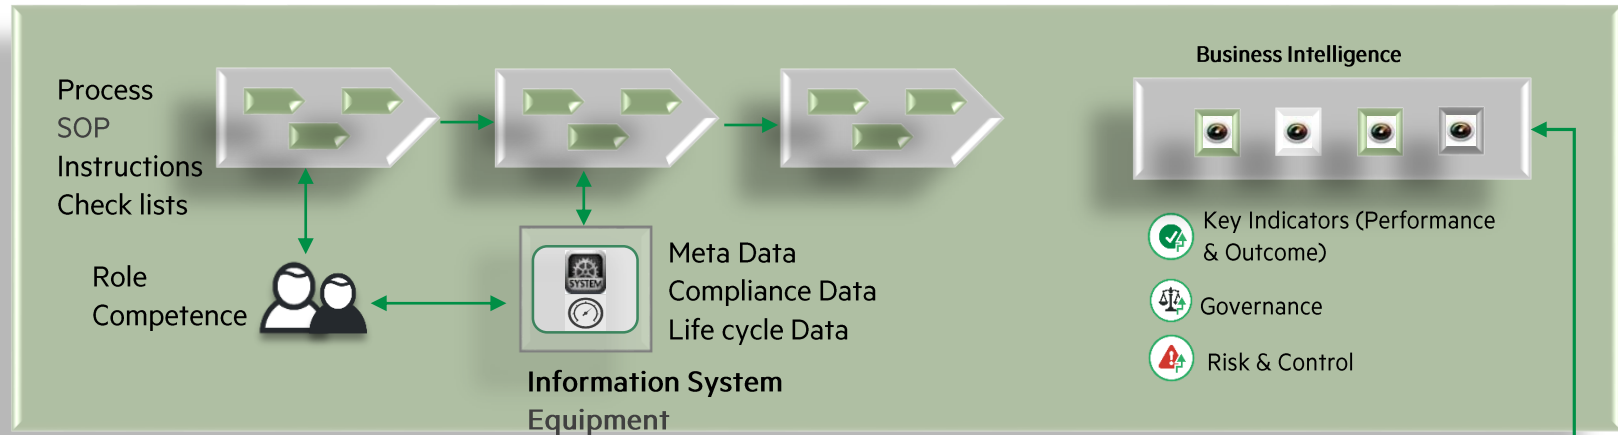 Business Intelligence
Process
SOP
Instructions
Check lists
Role
Competence
SYSTEM
Meta Data
Compliance Data
Life cycle Data
Information System
Equipment
Key Indicators (Performance
& Outcome)
Governance
Risk & Control